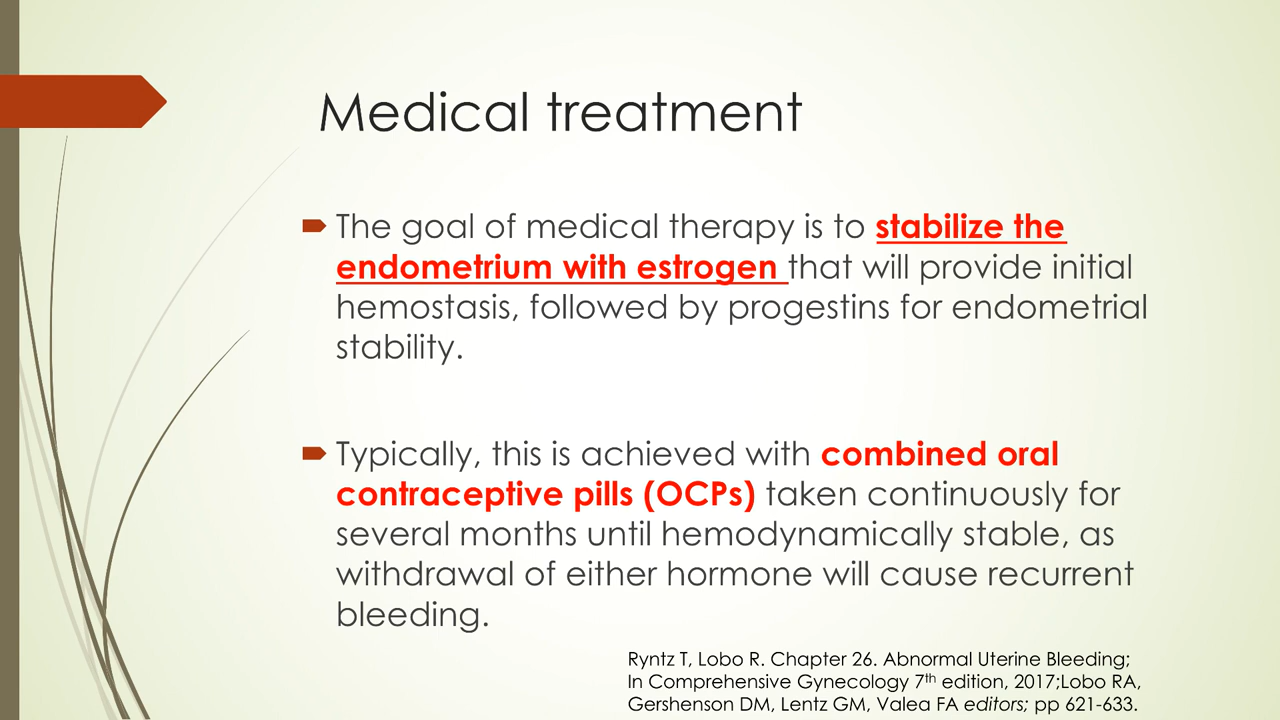 Medical treatment
The goal of medical therapy is to stabilize the
endometrium with estrogen that will provide initial
hemostasis, followed by progestins for endometrial
stability.
Typically, this is achieved with combined oral
contraceptive pills (OCPs) taken continuously for
several months until hemodynamically stable, as
withdrawal of either hormone will cause recurrent
bleeding.
Ryntz T, Lobo R. Chapter 26. Abnormal Uterine Bleeding;
In Comprehensive Gynecology 7th edition, 2017;Lobo RA,
Gershenson DM, Lentz GM, Valea FA editors; pp 621-633.